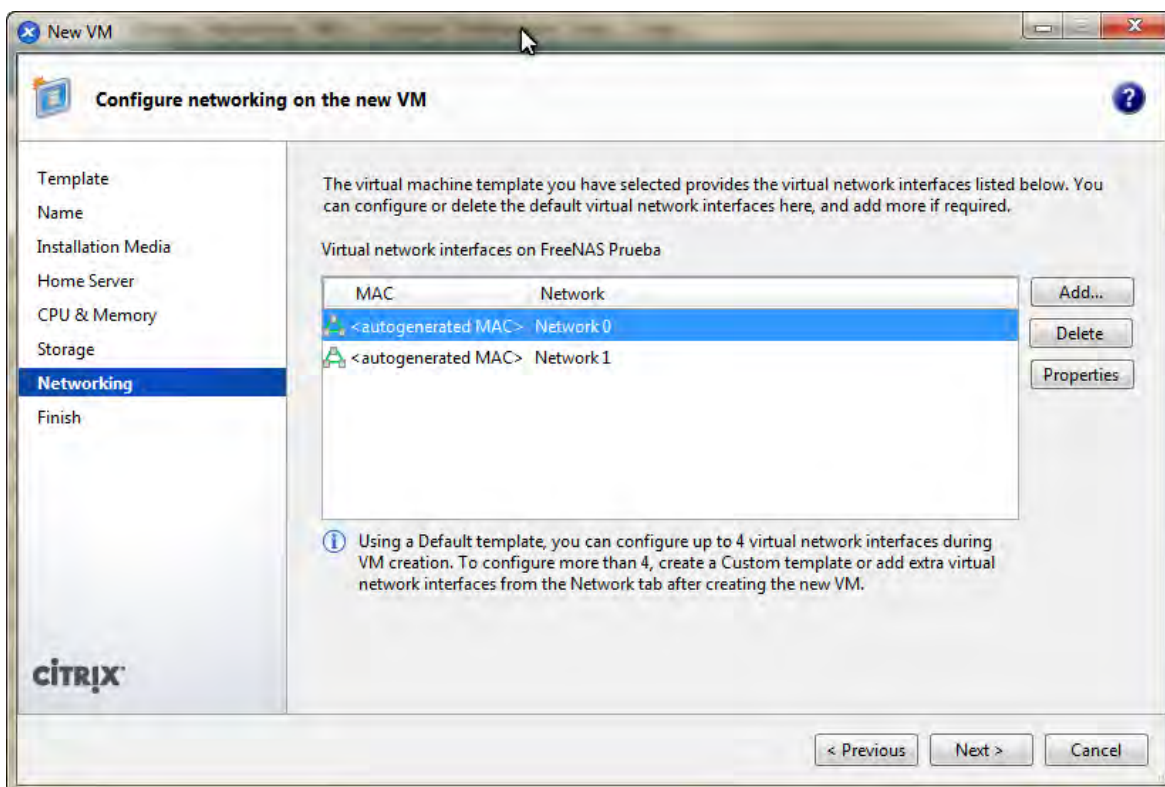 New VM
Configure networking on the new VM
?
Template
Name
Installation Media
Home Server
CPU & Memory
Storage
Networking
Finish
CITRIX
The virtual machine template you have selected provides the virtual network interfaces listed below. You
can configure or delete the default virtual network interfaces here, and add more if required.
Virtual network interfaces on FreeNAS Prueba
MAC Network
<autogenerated MAC> Network 0
<autogenerated MAC> Network 1
Add...
Delete
Properties
Using a Default template, you can configure up to 4 virtual network interfaces during
VM creation. To configure more than 4, create a Custom template or add extra virtual
network interfaces from the Network tab after creating the new VM.
< Previous Next > Cancel